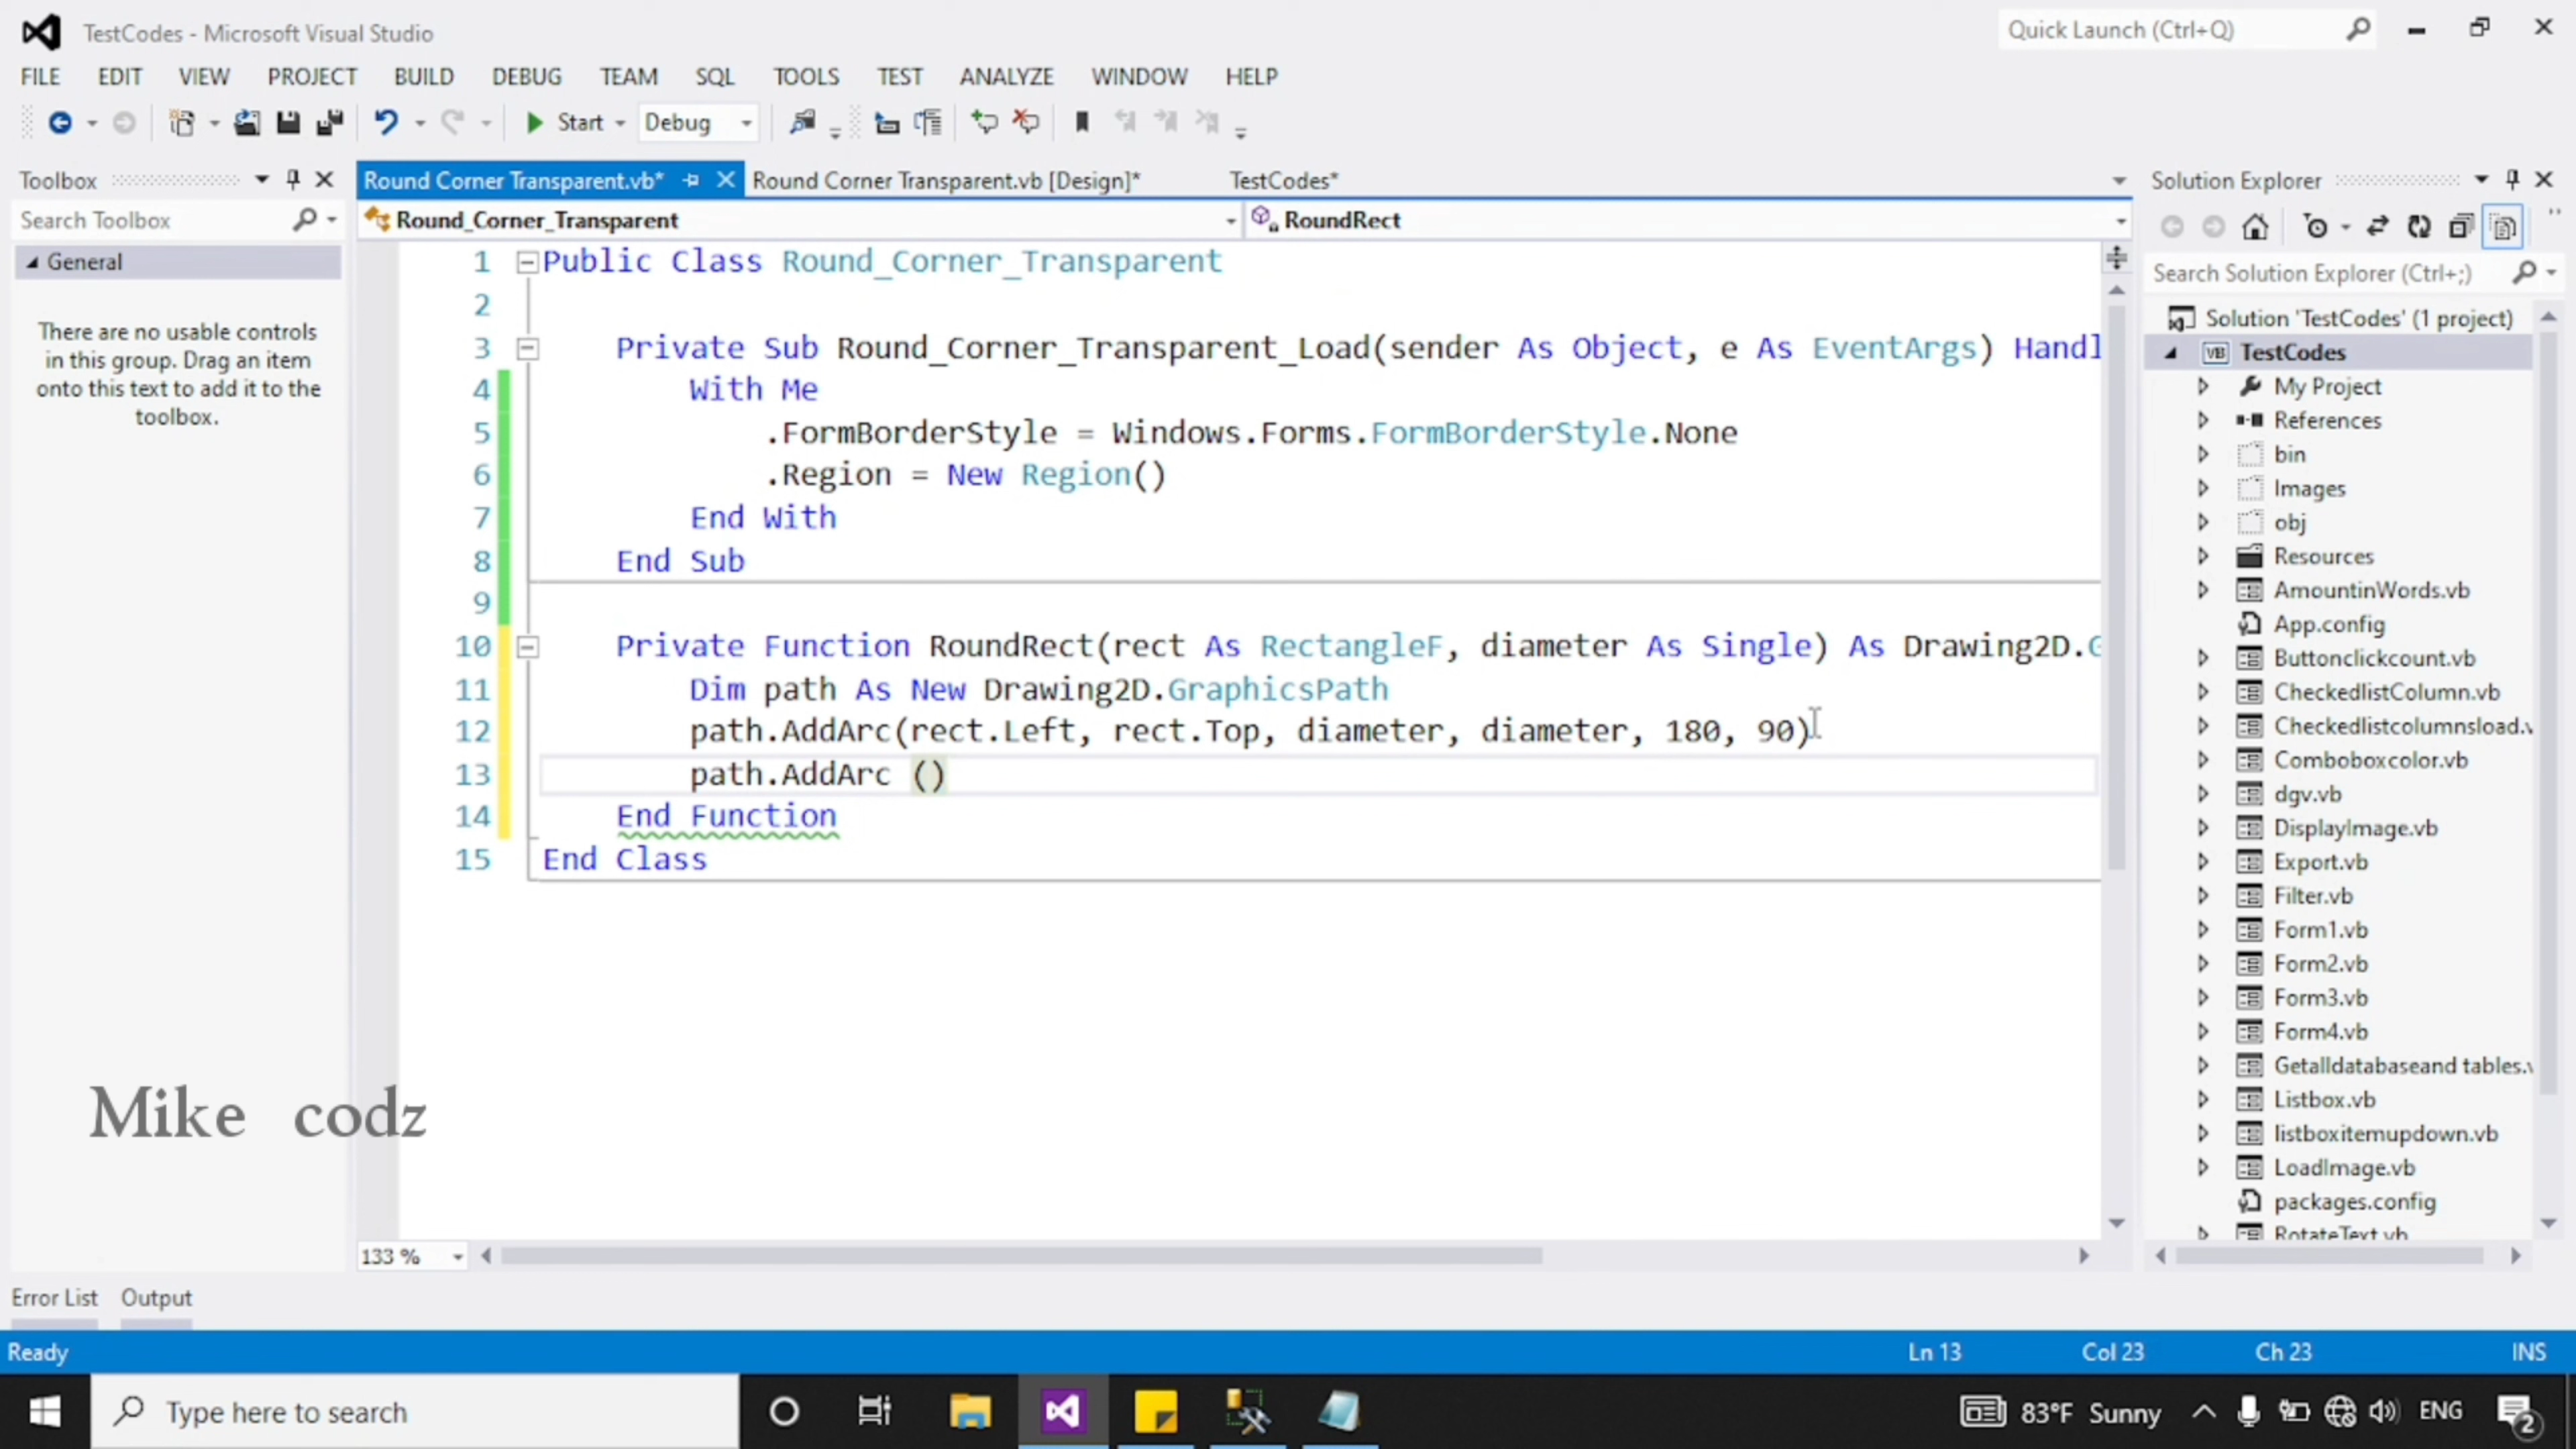 TestCodes - Microsoft Visual Studio
Quick Launch (Ctrl+Q)
FILE EDIT VIEW PROJECT BUILD DEBUG TEAM SQL TOOLS TEST ANALYZE WINDOW HELP
Start Debug
Toolbox
Round Corner Transparent.vb* Round Corner Transparent.vb [Design]* TestCodes*
Solution Explorer
Search Toolbox
Round_Corner_Transparent RoundRect
General
There are no usable controls
in this group. Drag an item
onto this text to add it to the
toolbox.
1 Public Class Round_Corner_Transparent
2
3 Private Sub Round_Corner_Transparent_Load(sender As Object, e As EventArgs) Handl
4 With Me
5 .FormBorderStyle = Windows.Forms.FormBorderStyle.None
6 .Region = New Region()
7 End With
8 End Sub
9
10 Private Function RoundRect(rect As RectangleF, diameter As Single) As Drawing2D.G
11 Dim path As New Drawing2D.GraphicsPath
12 path.AddArc(rect.Left, rect.Top, diameter, diameter, 180, 90)
13 path.AddArc ()
14 End Function
15 End Class
Search Solution Explorer (Ctrl+;)
Solution 'TestCodes' (1 project)
VB TestCodes
My Project
References
bin
Images
obj
Resources
AmountinWords.vb
App.config
Buttonclickcount.vb
CheckedlistColumn.vb
Checkedlistcolumnsload.v
Comboboxcolor.vb
dgv.vb
DisplayImage.vb
Export.vb
Filter.vb
Form1.vb
Form2.vb
Form3.vb
Form4.vb
Getalldatabaseand tables.v
Listbox.vb
listboxitemupdown.vb
LoadImage.vb
packages.config
RotateText.vb
Mike codz
133 %
Error List Output
Ready Ln 13 Col 23 Ch 23 INS
Type here to search
83°F Sunny ENG 2